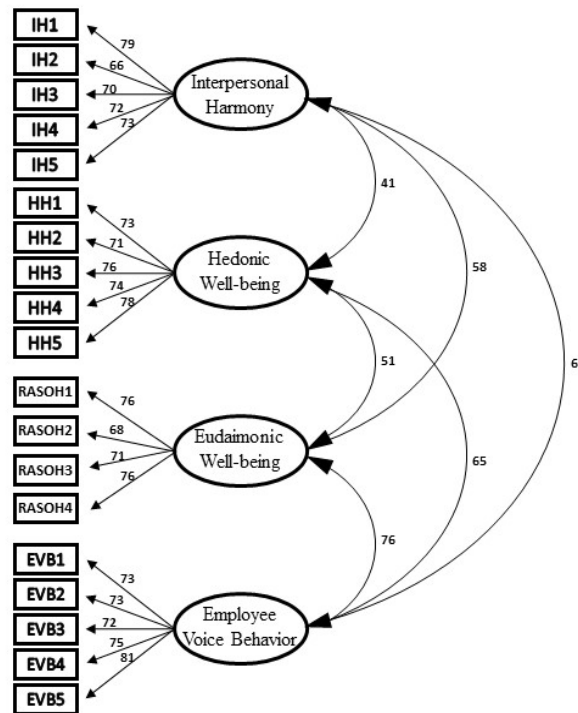 IH1
IH2
IH3
IH4
IH5
79
66
70
72
73
Interpersonal
Harmony
HH1
HH2
HH3
HH4
HH5
73
71
76
74
78
Hedonic
Well-being
RASOH1
RASOH2
RASOH3
RASOH4
76
68
71
76
Eudaimonic
Well-being
EVB1
EVB2
EVB3
EVB4
EVB5
73
73
72
75
81
Employee
Voice Behavior
41
58
51
6
65
76